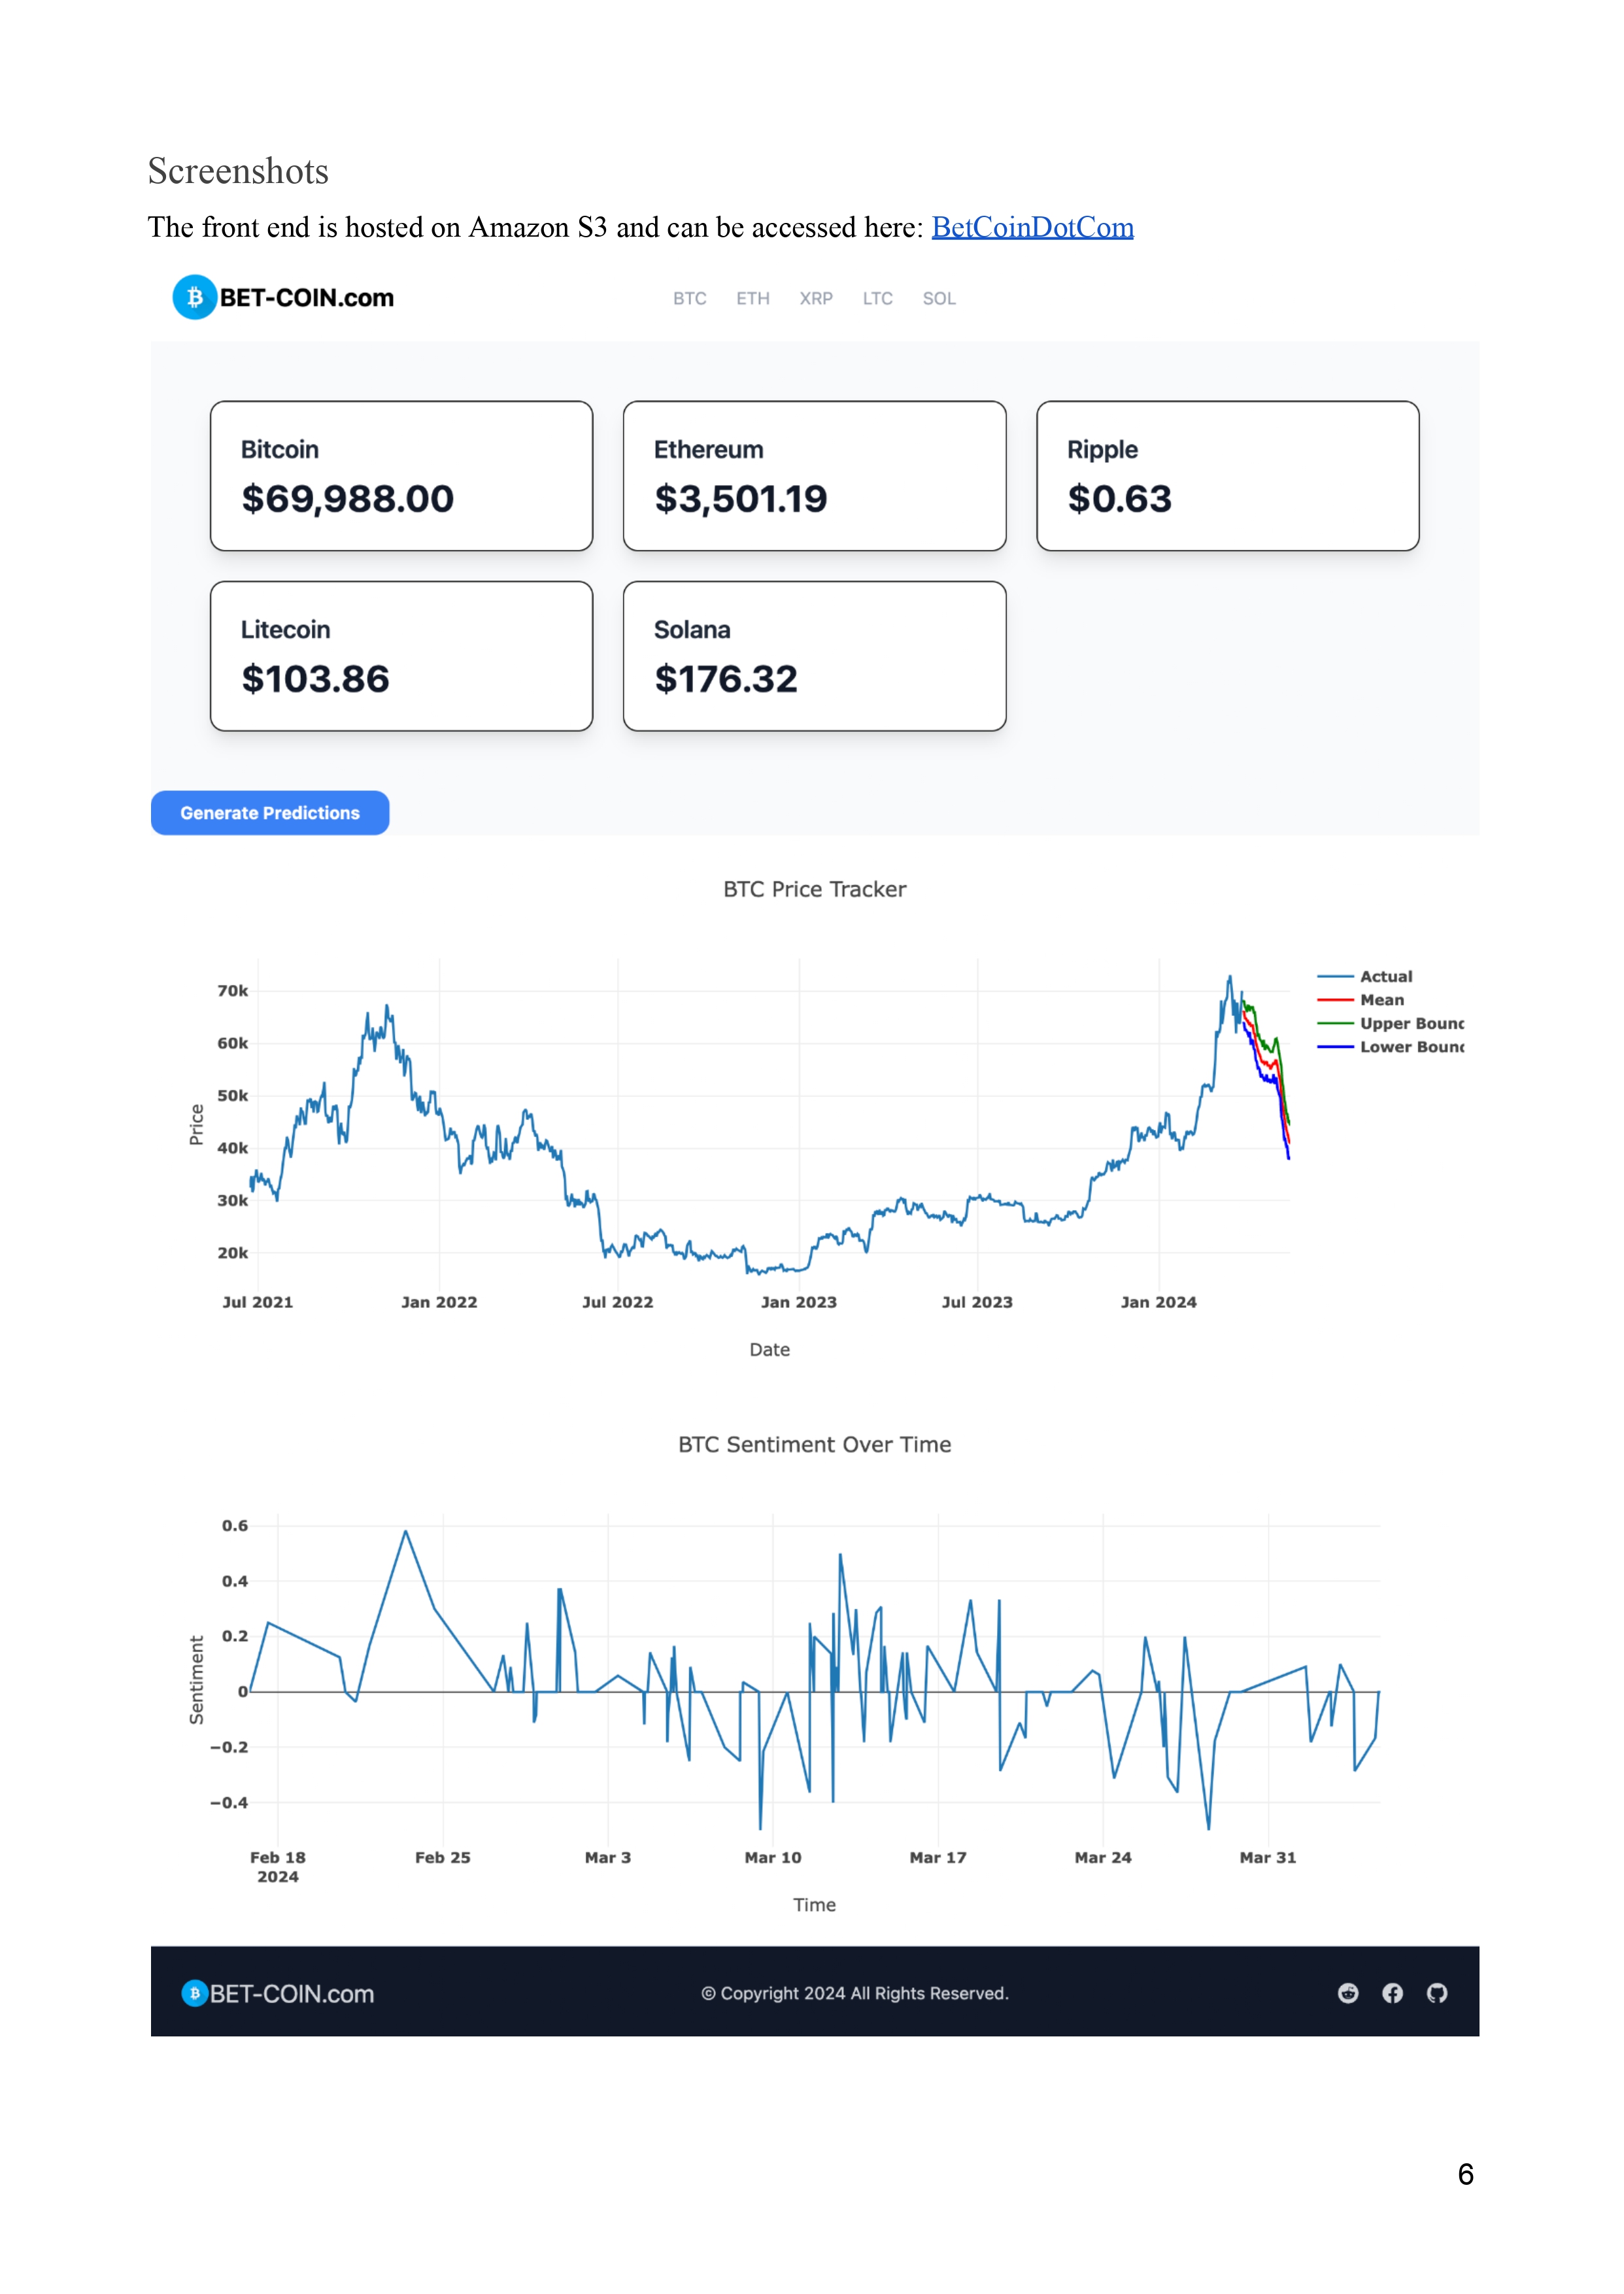 Screenshots
The front end is hosted on Amazon S3 and can be accessed here: BetCoinDotCom
BET-COIN.com
BTC ETH XRP LTC SOL
Bitcoin
$69,988.00
Ethereum
$3,501.19
Ripple
$0.63
Litecoin
$103.86
Solana
$176.32
Generate Predictions
BTC Price Tracker
70k
60k
50k
40k
30k
20k
Price
Jul 2021 Jan 2022 Jul 2022 Jan 2023 Jul 2023 Jan 2024
Date
Actual
Mean
Upper Bounc
Lower Bounc
BTC Sentiment Over Time
0.6
0.4
0.2
0
−0.2
−0.4
Sentiment
Feb 18 Feb 25 Mar 3 Mar 10 Mar 17 Mar 24 Mar 31
2024
Time
BET-COIN.com
© Copyright 2024 All Rights Reserved.
6